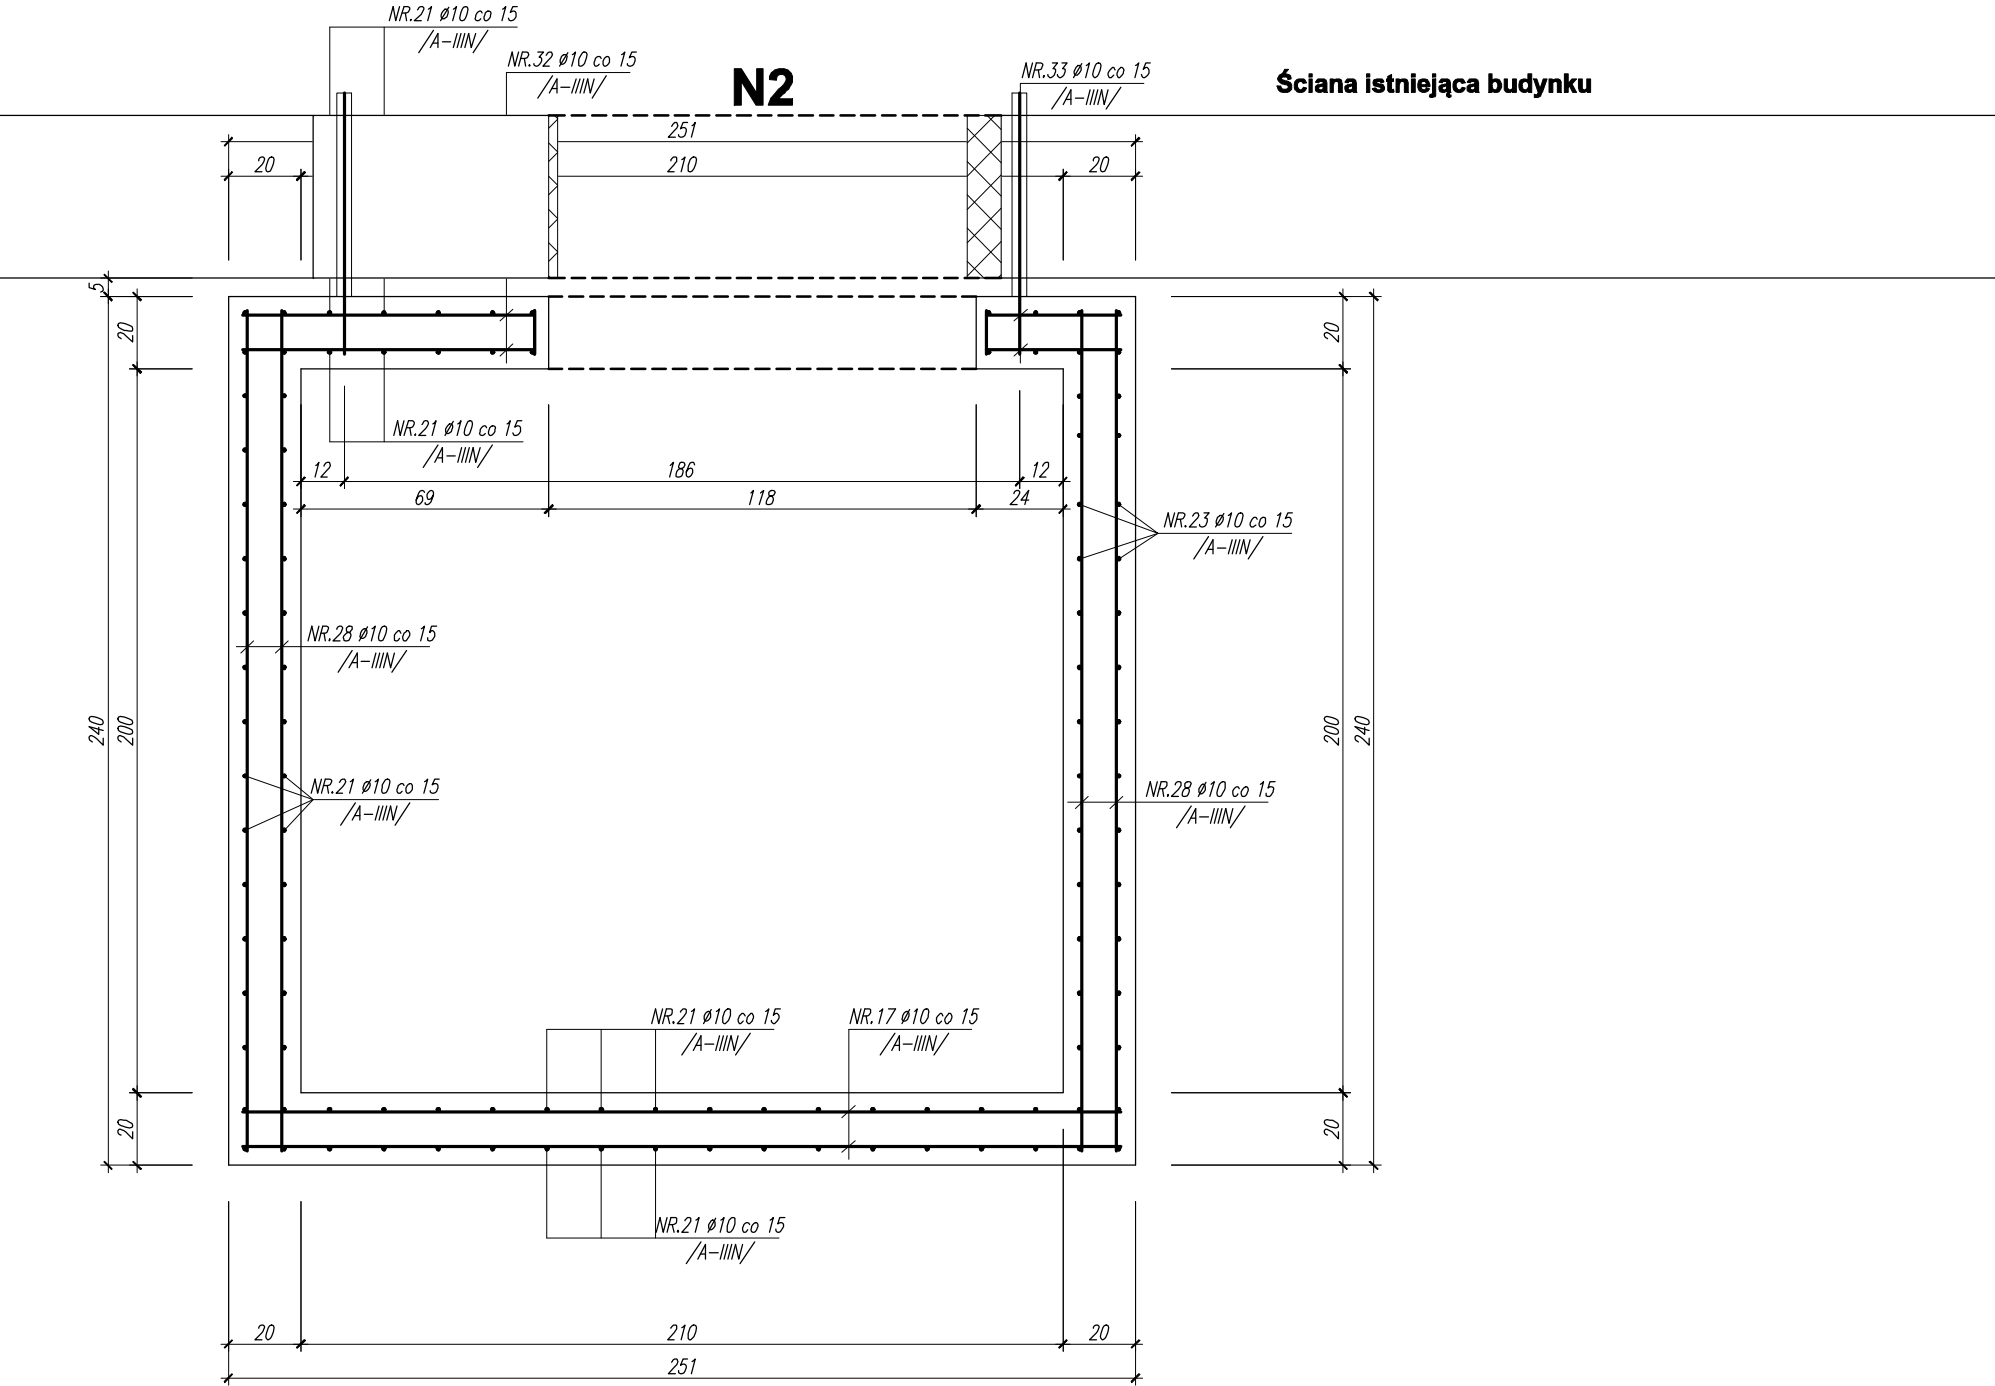 NR.21 ø10 co 15
/A-IIIN/
NR.32 ø10 co 15
/A-IIIN/
N2
NR.33 ø10 co 15
/A-IIIN/
Ściana istniejąca budynku
251
20
210
20
5
20
20
NR.21 ø10 co 15
/A-IIIN/
12
186
12
69
118
24
NR.23 ø10 co 15
/A-IIIN/
NR.28 ø10 co 15
/A-IIIN/
240
200
200
240
NR.21 ø10 co 15
/A-IIIN/
NR.28 ø10 co 15
/A-IIIN/
NR.21 ø10 co 15
/A-IIIN/
NR.17 ø10 co 15
/A-IIIN/
20
20
NR.21 ø10 co 15
/A-IIIN/
20
210
20
251